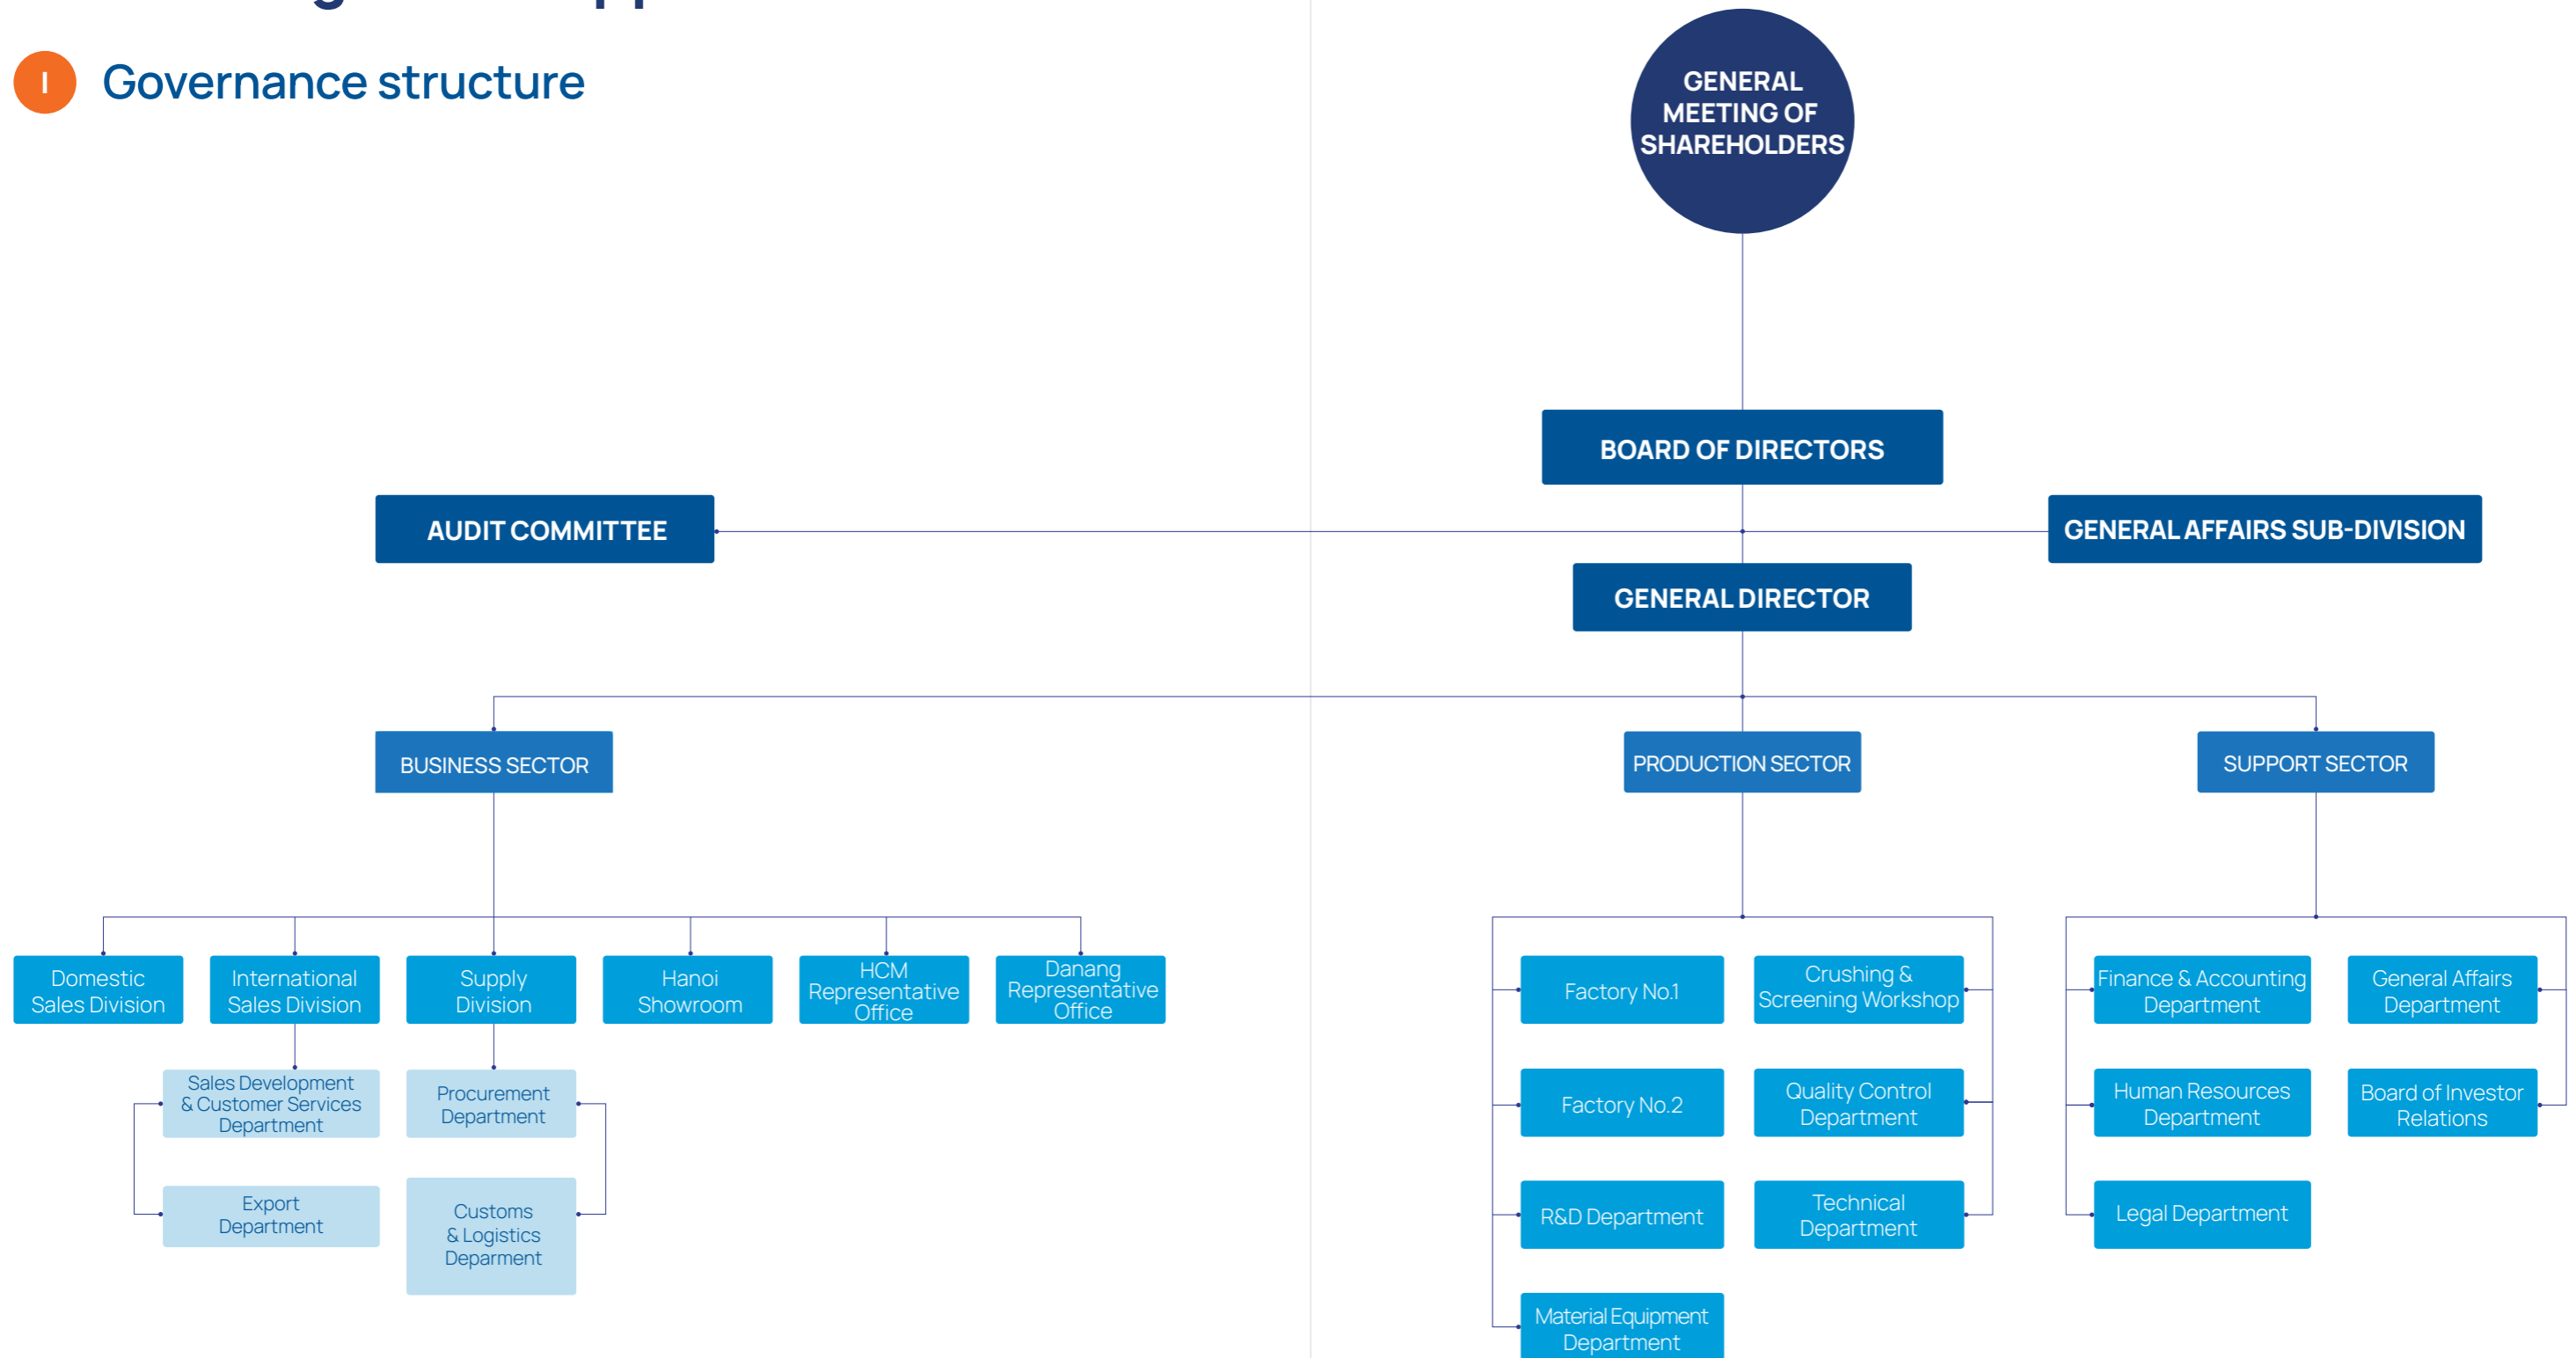 I
Governance structure
GENERAL
MEETING OF
SHAREHOLDERS
BOARD OF DIRECTORS
AUDIT COMMITTEE
GENERAL AFFAIRS SUB-DIVISION
GENERAL DIRECTOR
BUSINESS SECTOR
PRODUCTION SECTOR
SUPPORT SECTOR
Domestic
Sales Division
International
Sales Division
Supply
Division
Hanoi
Showroom
HCM
Representative
Office
Danang
Representative
Office
Sales Development
& Customer Services
Department
Export
Department
Procurement
Department
Customs
& Logistics
Deparment
Factory No.1
Crushing &
Screening Workshop
Factory No.2
Quality Control
Department
R&D Department
Technical
Department
Material Equipment
Department
Finance & Accounting
Department
General Affairs
Department
Human Resources
Department
Board of Investor
Relations
Legal Department